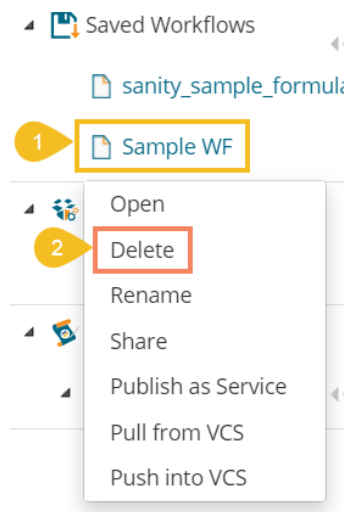 Saved Workflows
sanity_sample_formula
1
Sample WF
Open
2
Delete
Rename
Share
Publish as Service
Pull from VCS
Push into VCS